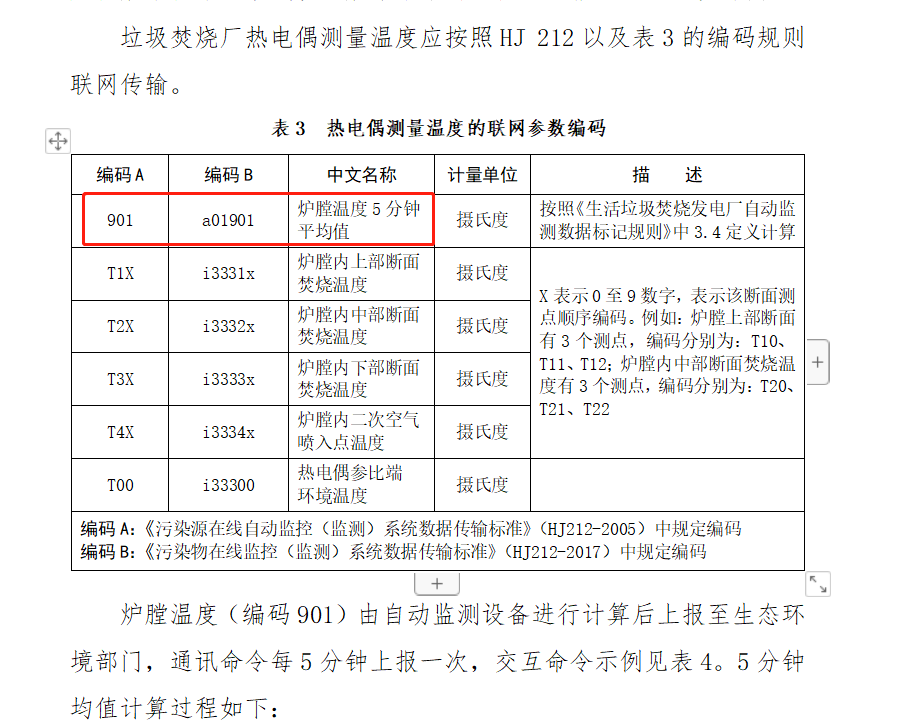 垃圾焚烧厂热电偶测量温度应按照 HJ 212 以及表 3 的编码规则
联网传输。
表 3 热电偶测量温度的联网参数编码
编码 A 编码 B 中文名称 计量单位 描 述
901 a01901 炉膛温度 5 分钟
平均值 摄氏度 按照《生活垃圾焚烧发电厂自动监
测数据标记规则》中 3.4 定义计算
T1X i3331x 炉膛内上部断面
焚烧温度 摄氏度
T2X i3332x 炉膛内中部断面
焚烧温度 摄氏度
T3X i3333x 炉膛内下部断面
焚烧温度 摄氏度
T4X i3334x 炉膛内二次空气
喷入点温度 摄氏度
X 表示 0 至 9 数字，表示该断面测
点顺序编码。例如：炉膛上部断面
有 3 个测点，编码分别为：T10、
T11、T12；炉膛内中部断面焚烧温
度有 3 个测点，编码分别为：T20、
T21、T22
T00 i33300 热电偶参比端
环境温度 摄氏度
编码 A：《污染源在线自动监控（监测）系统数据传输标准》（HJ212-2005）中规定编码
编码 B：《污染物在线监控（监测）系统数据传输标准》（HJ212-2017）中规定编码
炉膛温度（编码 901）由自动监测设备进行计算后上报至生态环
境部门，通讯命令每 5 分钟上报一次，交互命令示例见表 4。5 分钟
均值计算过程如下：